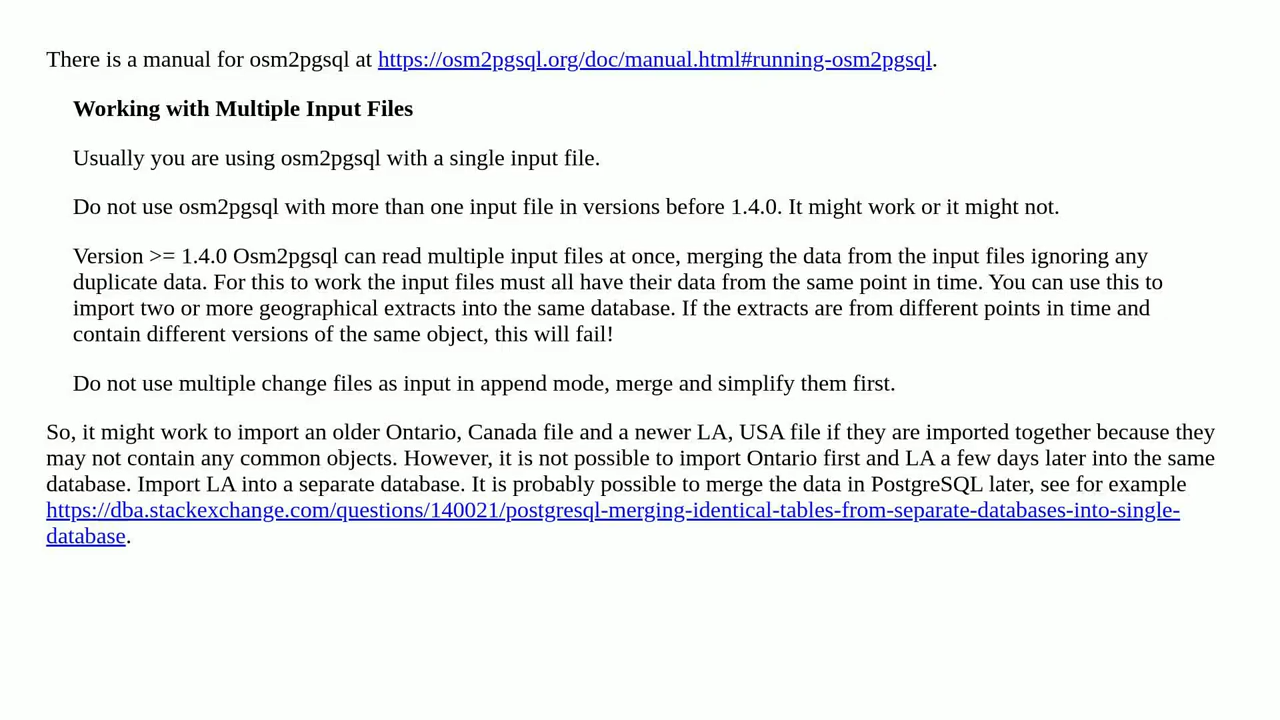 There is a manual for osm2pgsql at https://osm2pgsql.org/doc/manual.html#running-osm2pgsql.
Working with Multiple Input Files
Usually you are using osm2pgsql with a single input file.
Do not use osm2pgsql with more than one input file in versions before 1.4.0. It might work or it might not.
Version >= 1.4.0 Osm2pgsql can read multiple input files at once, merging the data from the input files ignoring any
duplicate data. For this to work the input files must all have their data from the same point in time. You can use this to
import two or more geographical extracts into the same database. If the extracts are from different points in time and
contain different versions of the same object, this will fail!
Do not use multiple change files as input in append mode, merge and simplify them first.
So, it might work to import an older Ontario, Canada file and a newer LA, USA file if they are imported together because they
may not contain any common objects. However, it is not possible to import Ontario first and LA a few days later into the same
database. Import LA into a separate database. It is probably possible to merge the data in PostgreSQL later, see for example
https://dba.stackexchange.com/questions/140021/postgresql-merging-identical-tables-from-separate-databases-into-single-
database.